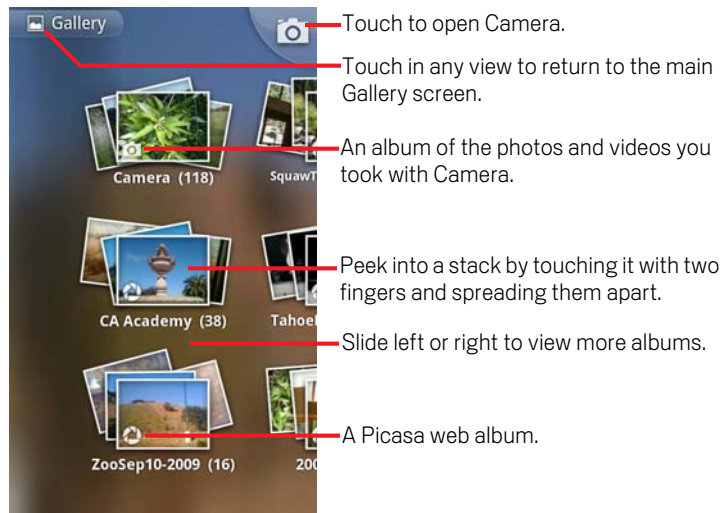 Gallery
Touch to open Camera.
Touch in any view to return to the main
Gallery screen.
An album of the photos and videos you
took with Camera.
Camera (118)
SquawT
Peek into a stack by touching it with two
fingers and spreading them apart.
CA Academy (38)
Tahoe
Slide left or right to view more albums.
A Picasa web album.
ZooSep10-2009 (16)
200